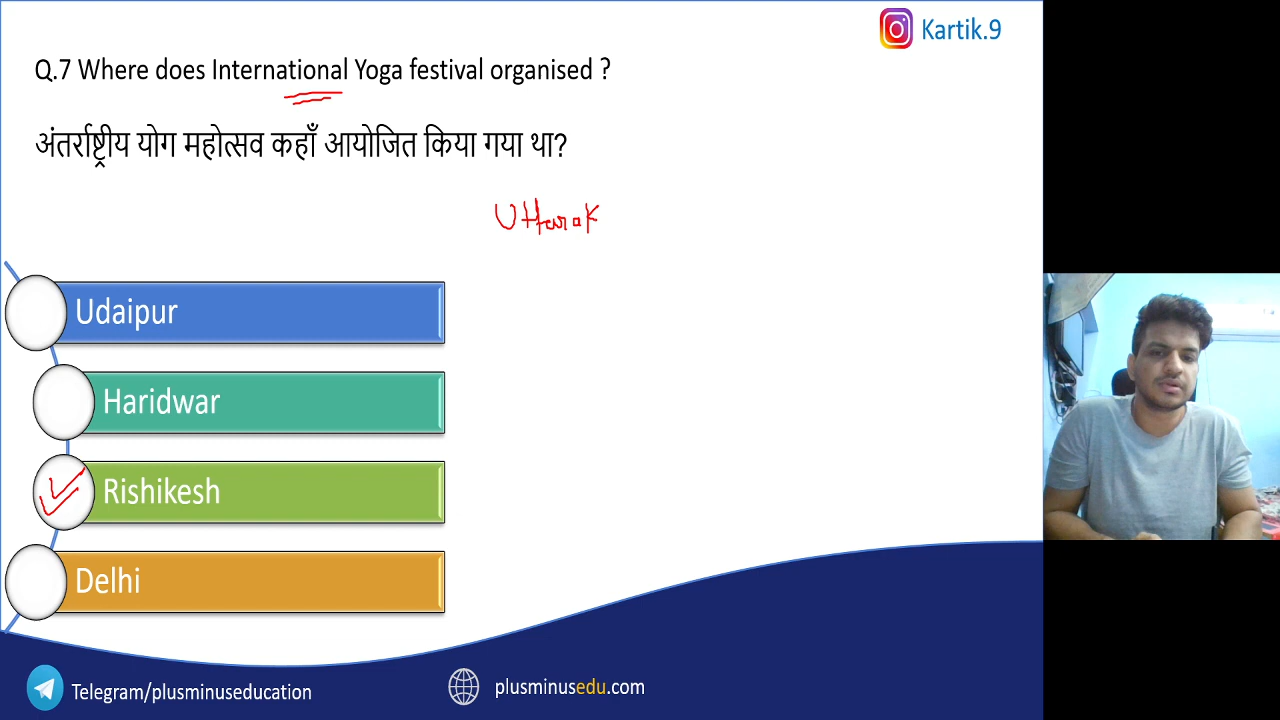 Kartik.9
Q.7 Where does International Yoga festival organised ?
अंतर्राष्ट्रीय योग महोत्सव कहाँ आयोजित किया गया था?
Uttarak
Udaipur
Haridwar
Rishikesh
Delhi
Telegram/plusminuseducation
plusminusedu.com